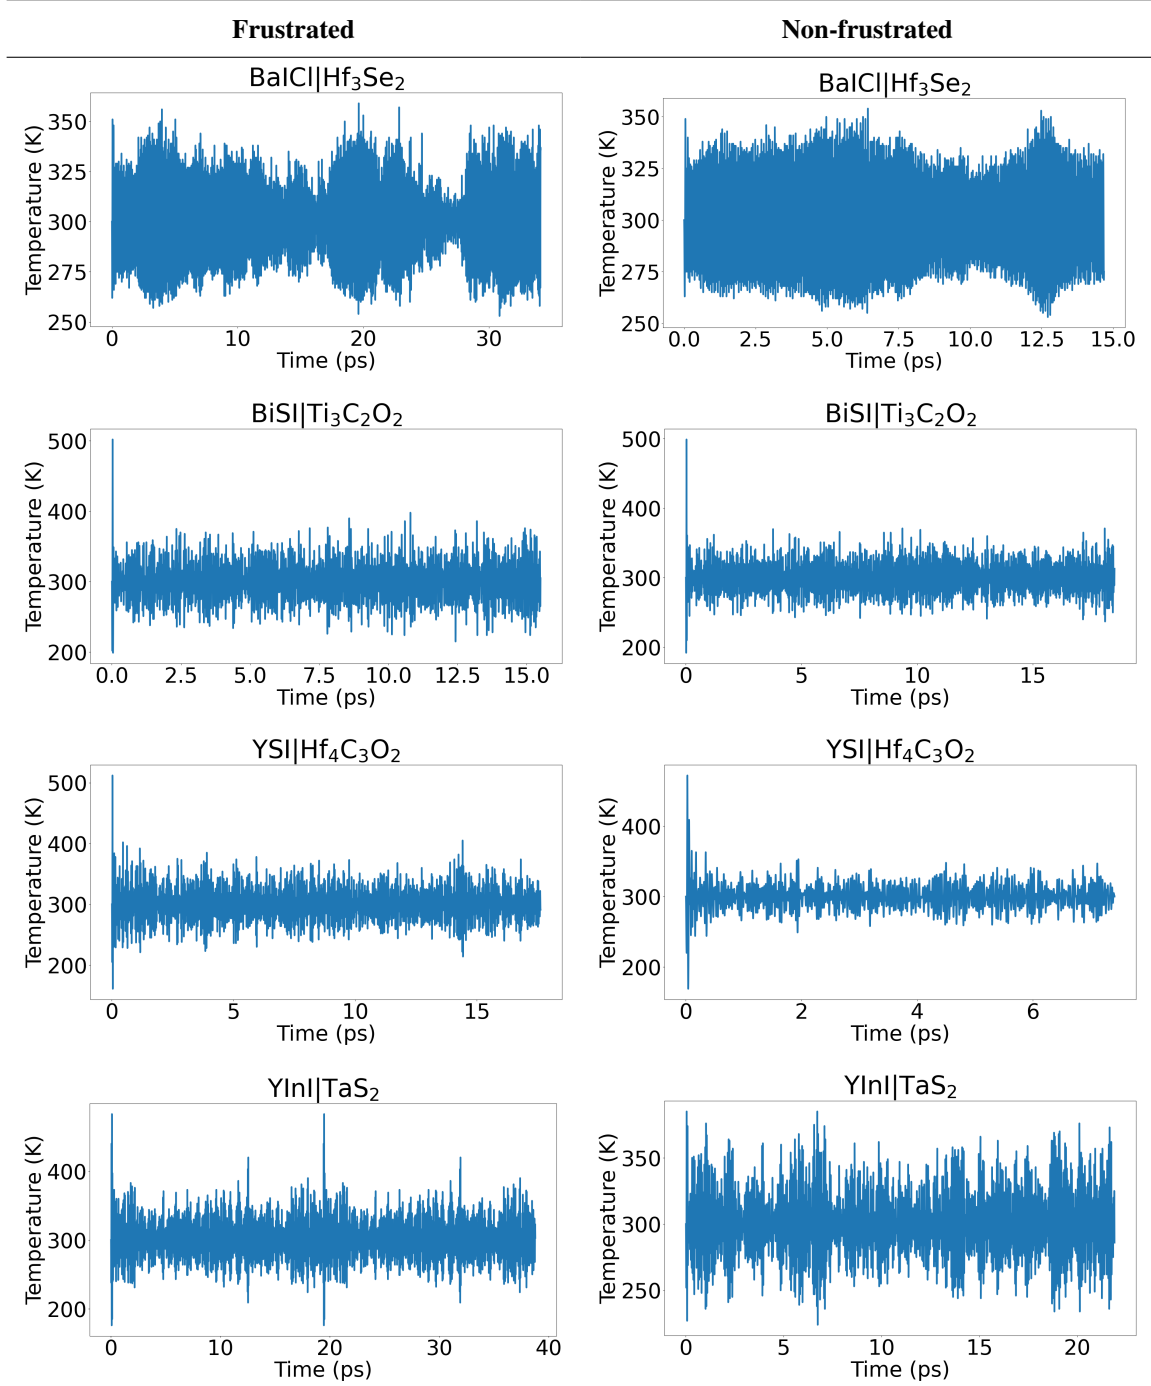 Frustrated Non-frustrated
BaICl|Hf₃Se₂
Temperature (K)
350
325
300
275
250
0 10 20 30
Time (ps)
BaICl|Hf₃Se₂
Temperature (K)
350
325
300
275
250
0.0 2.5 5.0 7.5 10.0 12.5 15.0
Time (ps)
BiSI|Ti₃C₂O₂
Temperature (K)
500
400
300
200
0.0 2.5 5.0 7.5 10.0 12.5 15.0
Time (ps)
BiSI|Ti₃C₂O₂
Temperature (K)
500
400
300
200
0 5 10 15
Time (ps)
YSI|Hf₄C₃O₂
Temperature (K)
500
400
300
200
0 5 10 15
Time (ps)
YSI|Hf₄C₃O₂
Temperature (K)
400
300
200
0 2 4 6
Time (ps)
YInI|TaS₂
Temperature (K)
400
300
200
0 10 20 30 40
Time (ps)
YInI|TaS₂
Temperature (K)
350
300
250
0 5 10 15 20
Time (ps)